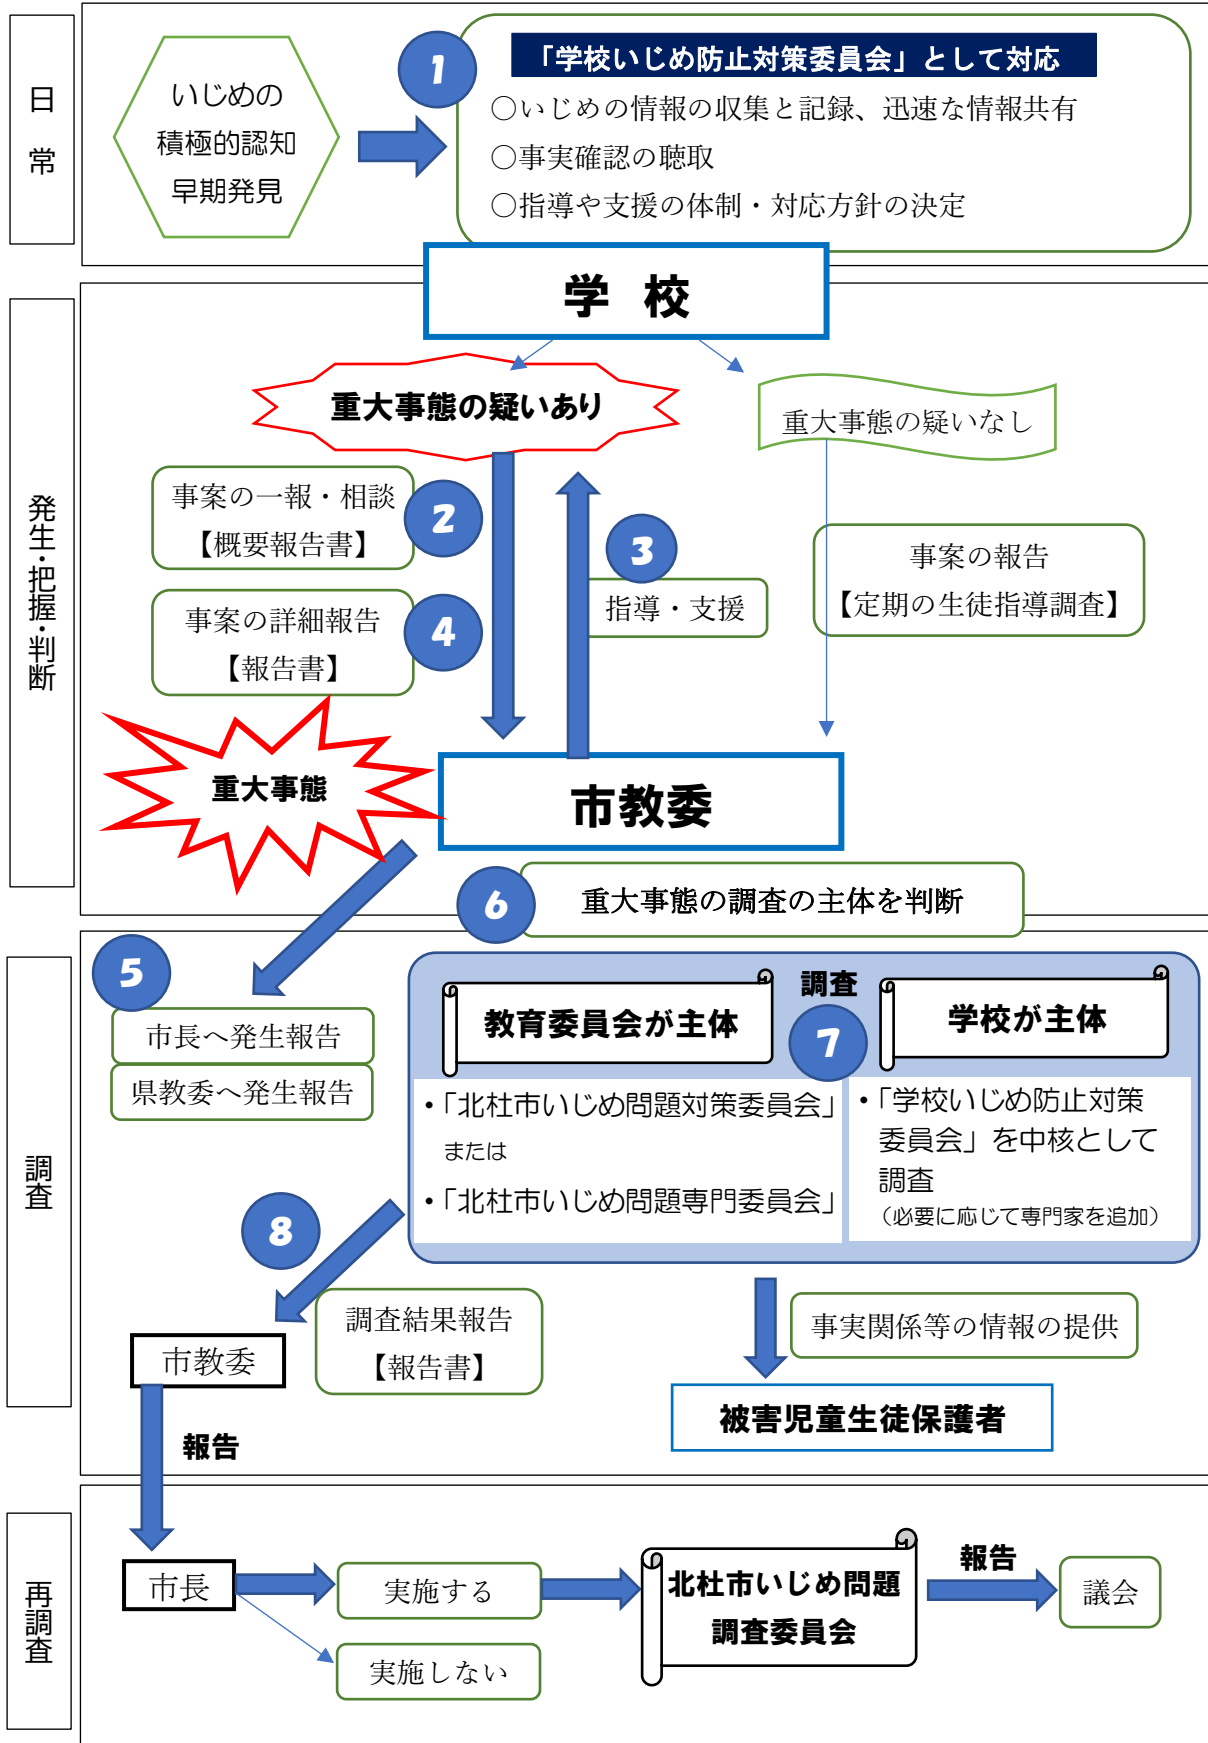 日常
いじめの
積極的認知
早期発見
1
「学校いじめ防止対策委員会」として対応
○いじめの情報の収集と記録、迅速な情報共有
○事実確認の聴取
○指導や支援の体制・対応方針の決定
学 校
発生・把握・判断
重大事態の疑いあり
重大事態の疑いなし
事案の一報・相談
【概要報告書】
2
3
指導・支援
事案の報告
【定期の生徒指導調査】
事案の詳細報告
【報告書】
4
重大事態
市教委
6
重大事態の調査の主体を判断
調査
5
市長へ発生報告
県教委へ発生報告
教育委員会が主体
調査
7
学校が主体
・「北杜市いじめ問題対策委員会」
または
・「北杜市いじめ問題専門委員会」
・「学校いじめ防止対策
委員会」を中核として
調査
（必要に応じて専門家を追加）
8
調査結果報告
【報告書】
市教委
事実関係等の情報の提供
被害児童生徒保護者
報告
再調査
市長
実施する
実施しない
北杜市いじめ問題
調査委員会
報告
議会